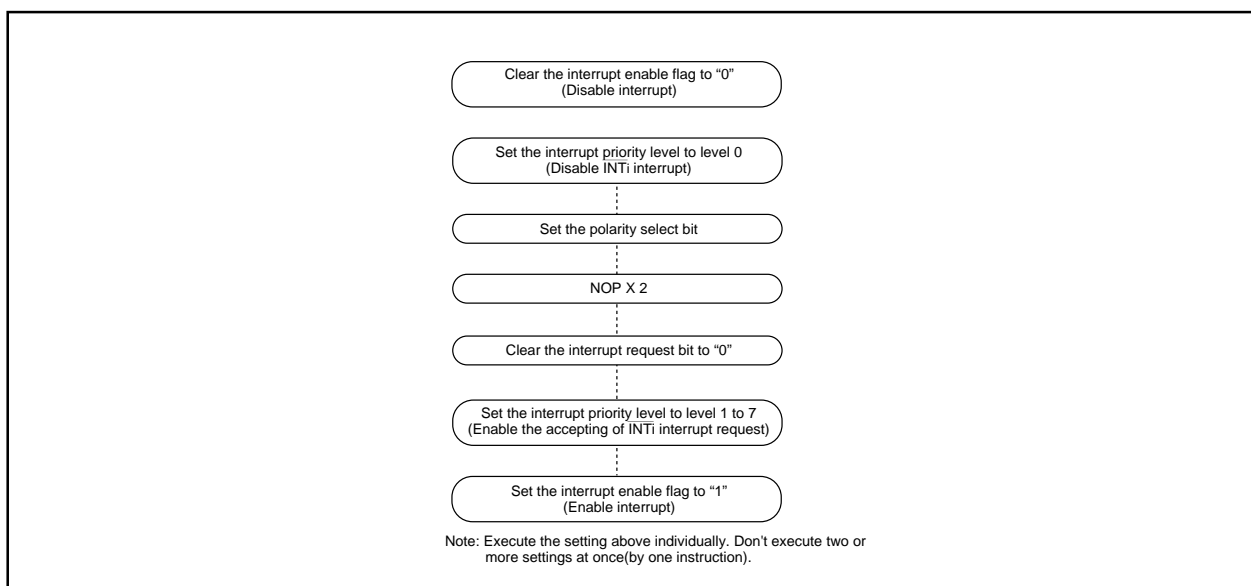 Clear the interrupt enable flag to “0”
(Disable interrupt)
Set the interrupt priority level to level 0
(Disable INTi interrupt)
Set the polarity select bit
NOP X 2
Clear the interrupt request bit to “0”
Set the interrupt priority level to level 1 to 7
(Enable the accepting of INTi interrupt request)
Set the interrupt enable flag to “1”
(Enable interrupt)
Note: Execute the setting above individually. Don’t execute two or
more settings at once(by one instruction).